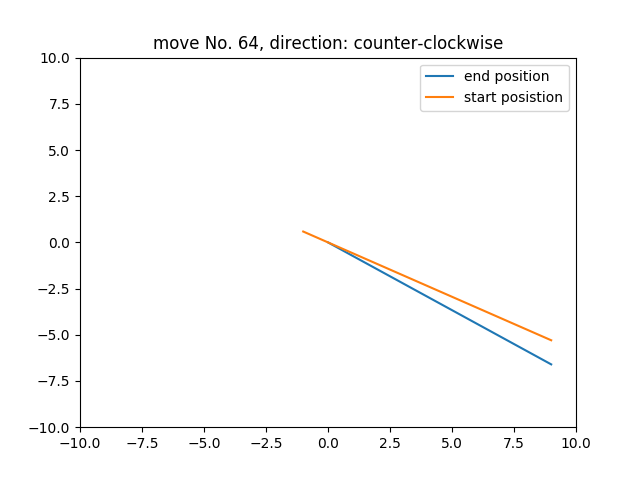 move No. 64, direction: counter-clockwise
end position
start posistion
10.0
7.5
5.0
2.5
0.0
−2.5
−5.0
−7.5
−10.0
−10.0 −7.5 −5.0 −2.5 0.0 2.5 5.0 7.5 10.0